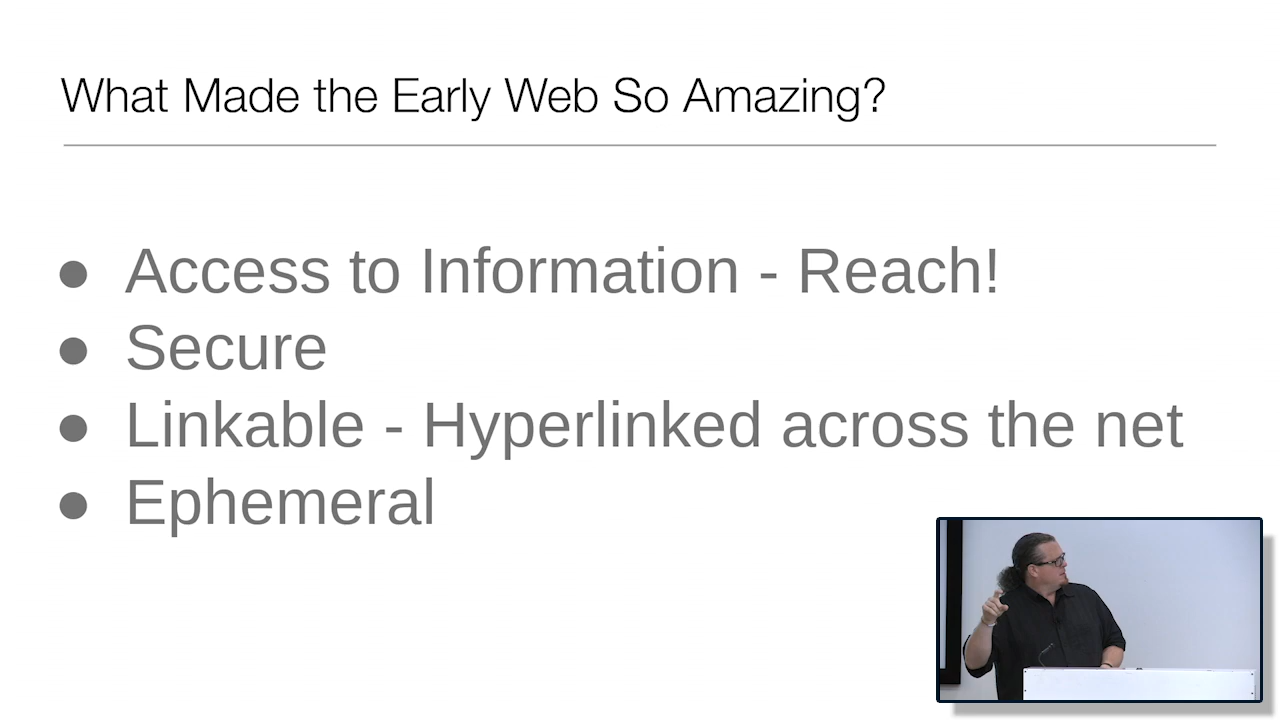 What Made the Early Web So Amazing?
● Access to Information - Reach!
● Secure
● Linkable - Hyperlinked across the net
● Ephemeral